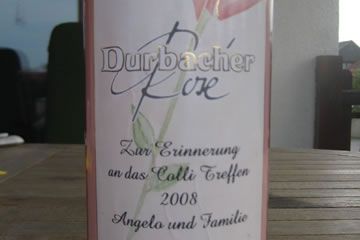 Durbacher
Rosé
Zur Erinnerung
an das Colli Treffen
2008
Angelo und Familie